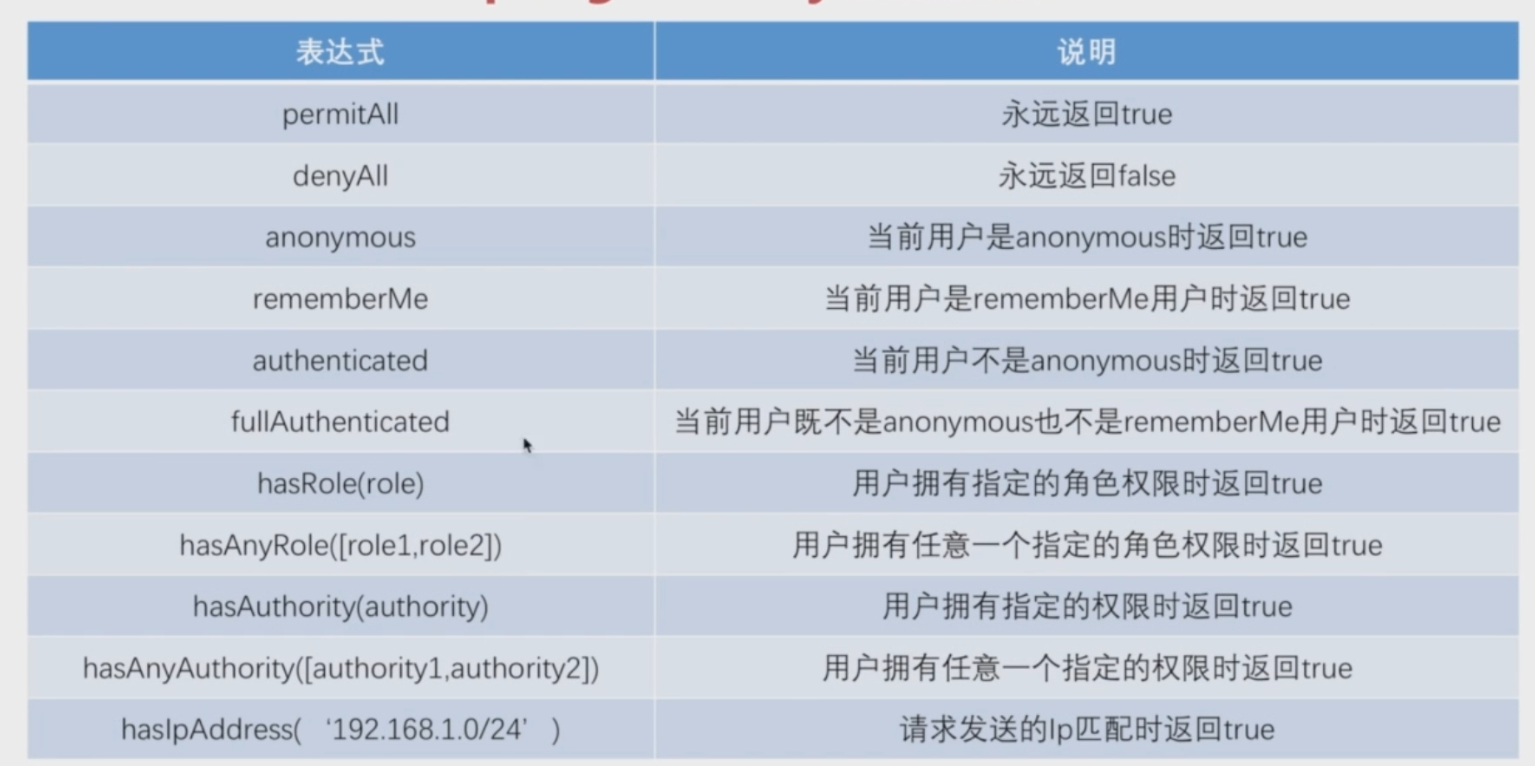 表达式 说明
permitAll 永远返回true
denyAll 永远返回false
anonymous 当前用户是anonymous时返回true
rememberMe 当前用户是rememberMe用户时返回true
authenticated 当前用户不是anonymous时返回true
fullAuthenticated 当前用户既不是anonymous也不是rememberMe用户时返回true
hasRole(role) 用户拥有指定的角色权限时返回true
hasAnyRole([role1,role2]) 用户拥有任意一个指定的角色权限时返回true
hasAuthority(authority) 用户拥有指定的权限时返回true
hasAnyAuthority([authority1,authority2]) 用户拥有任意一个指定的权限时返回true
hasIpAddress( ‘192.168.1.0/24’ ) 请求发送的Ip匹配时返回true